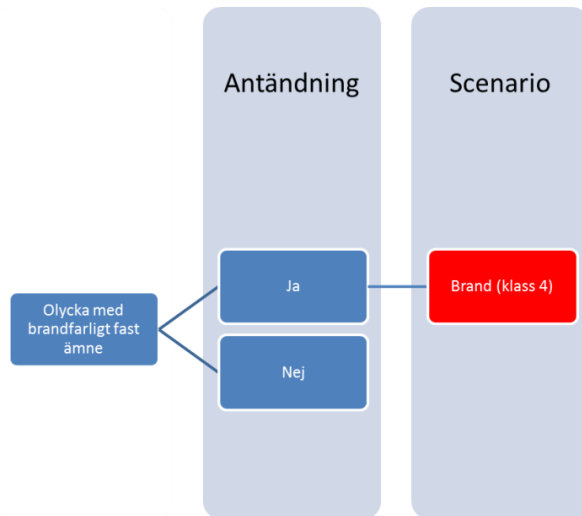 Antändning
Scenario
Olycka med
brandfarligt fast
ämne
Ja
Brand (klass 4)
Nej